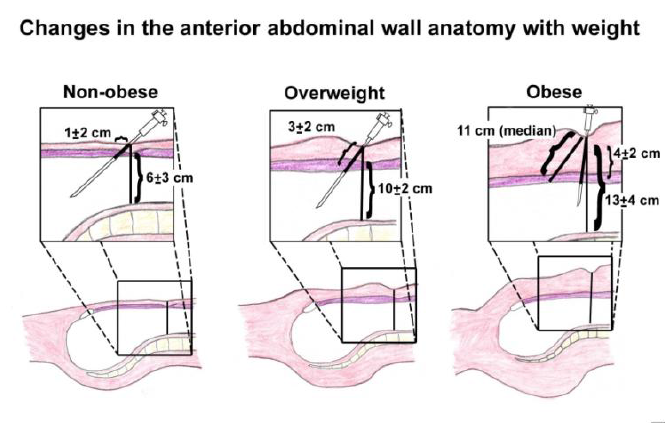 Changes in the anterior abdominal wall anatomy with weight
Non-obese
Overweight
Obese
1±2 cm
6±3 cm
3±2 cm
10±2 cm
11 cm (median)
4±2 cm
13±4 cm